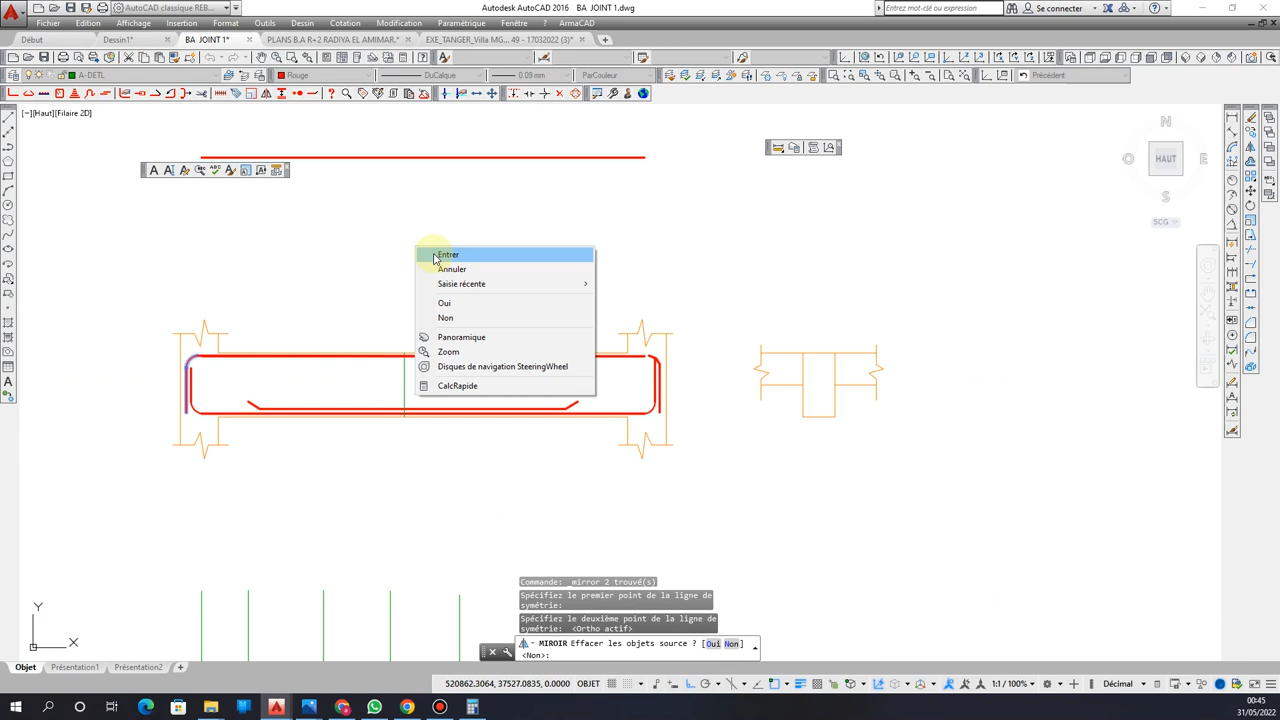 AutoCAD classique REB...
Autodesk AutoCAD 2016 BA JOINT 1.dwg
Entrez mot-clé ou expression
Se connecter
Fichier Edition Affichage Insertion Format Outils Dessin Cotation Modification Paramétrique Fenêtre ? ArmaCAD
Début Dessin1* BA JOINT 1* PLANS B.A R+2 RADIYA EL AMIMAR.* EXE_TANGER_Villa MG... 49 - 17032022 (3)*
A-DETL Rouge DuCalque 0.09 mm ParCouleur Précédent
[−][Haut][Filaire 2D]
N
O HAUT E
S
SCG
Entrer
Annuler
Saisie récente
Oui
Non
Panoramique
Zoom
Disques de navigation SteeringWheel
CalcRapide
Commande: _mirror 2 trouvé(s)
Spécifiez le premier point de la ligne de
symétrie:
Spécifiez le deuxième point de la ligne de
symétrie: <Ortho actif>
MIROIR Effacer les objets source ? [Oui Non]
<Non>:
Y
X
Objet Présentation1 Présentation2 +
520862.3064, 37527.0835, 0.0000 OBJET 1:1 / 100% Décimal
00:45
31/05/2022